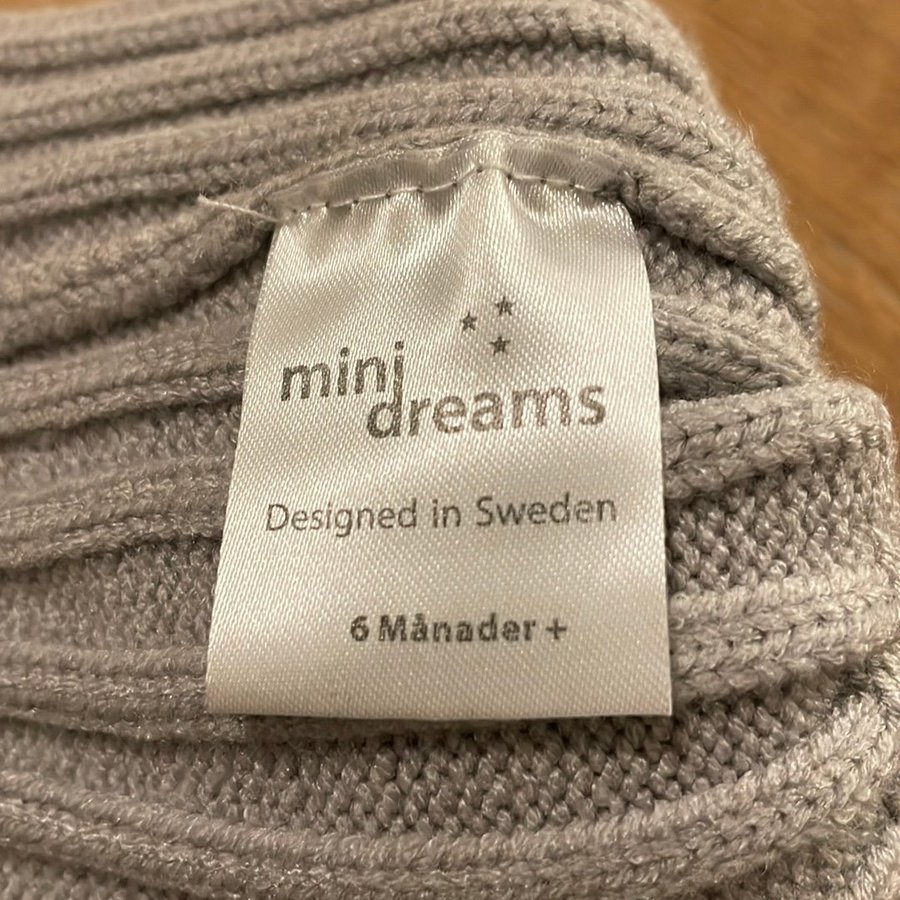 mini
dreams
Designed in Sweden
6 Månader +